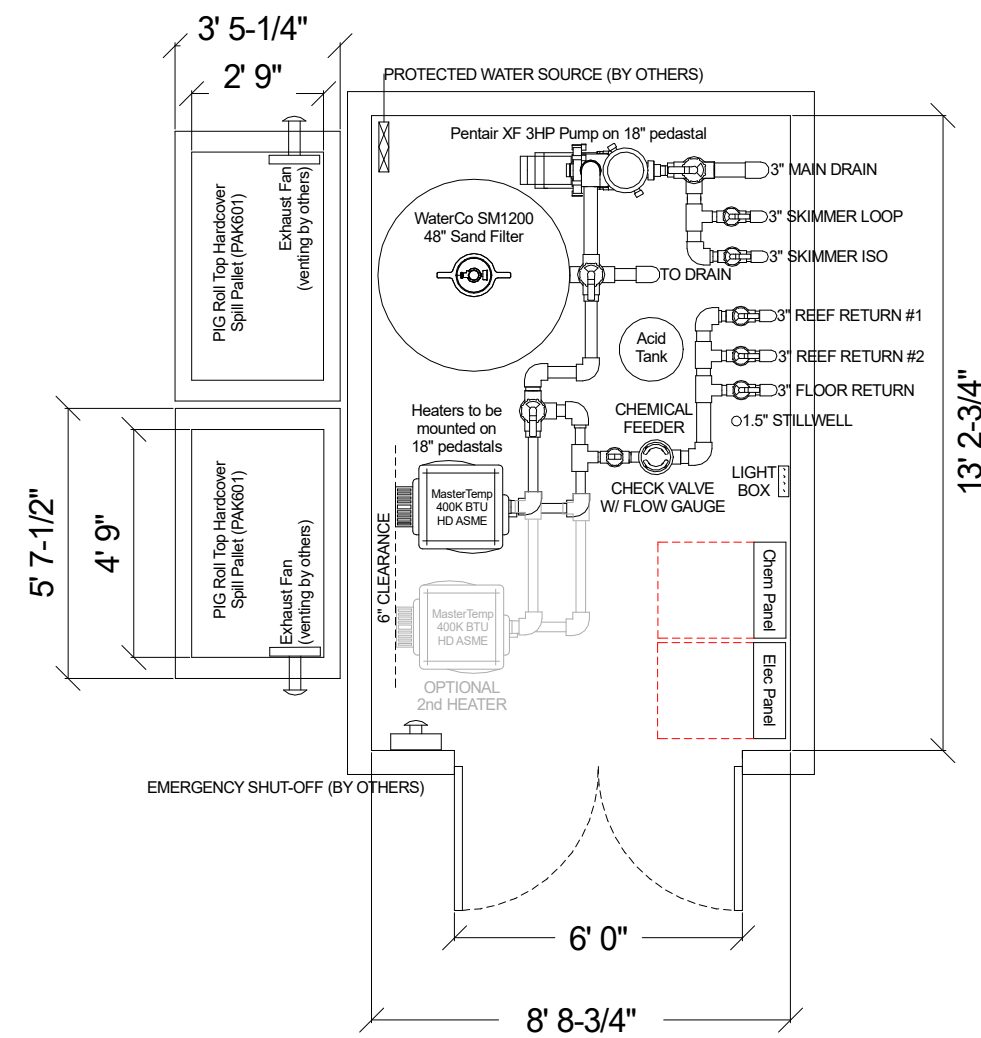 3' 5-1/4"
2' 9"
PROTECTED WATER SOURCE (BY OTHERS)
Pentair XF 3HP Pump on 18" pedastal
3" MAIN DRAIN
3" SKIMMER LOOP
3" SKIMMER ISO
WaterCo SM1200
48" Sand Filter
TO DRAIN
PIG Roll Top Hardcover
Spill Pallet (PAK601)
Exhaust Fan
(venting by others)
3" REEF RETURN #1
3" REEF RETURN #2
3" FLOOR RETURN
1.5" STILLWELL
Acid
Tank
13' 2-3/4"
Heaters to be
mounted on
18" pedastals
CHEMICAL
FEEDER
CHECK VALVE
W/ FLOW GAUGE
LIGHT
BOX
5' 7-1/2"
4' 9"
PIG Roll Top Hardcover
Spill Pallet (PAK601)
Exhaust Fan
(venting by others)
6" CLEARANCE
MasterTemp
400K BTU
HD ASME
MasterTemp
400K BTU
HD ASME
OPTIONAL
2nd HEATER
Chem Panel
Elec Panel
EMERGENCY SHUT-OFF (BY OTHERS)
6' 0"
8' 8-3/4"